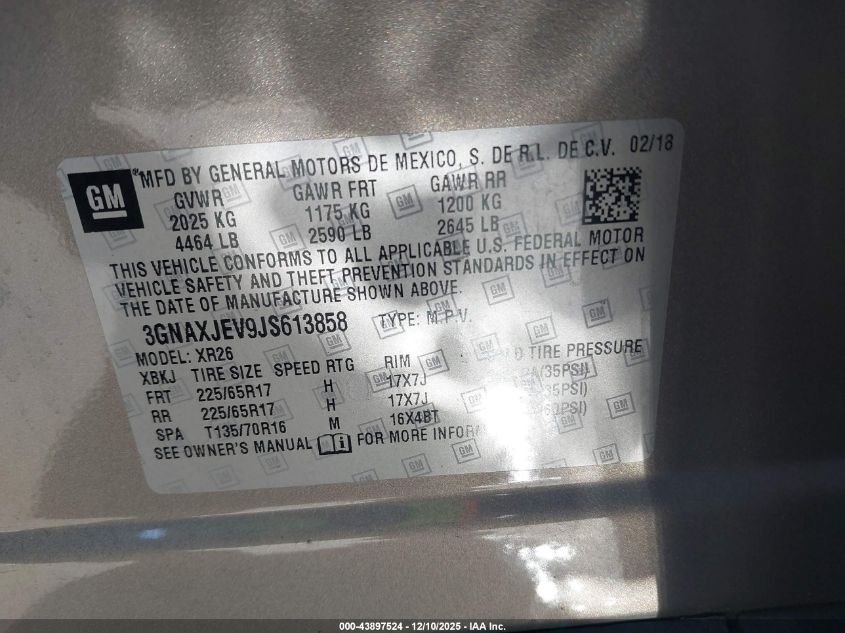 GM
®MFD BY GENERAL MOTORS DE MEXICO, S. DE R.L. DE C.V. 02/18
GVWR GAWR FRT GAWR RR
2025 KG 1175 KG 1200 KG
4464 LB 2590 LB 2645 LB
THIS VEHICLE CONFORMS TO ALL APPLICABLE U.S. FEDERAL MOTOR
VEHICLE SAFETY AND THEFT PREVENTION STANDARDS IN EFFECT ON
THE DATE OF MANUFACTURE SHOWN ABOVE.
3GNAXJEV9JS613858 TYPE: M.P.V.
MODEL: XR26
XBKJ TIRE SIZE SPEED RTG RIM TIRE PRESSURE
FRT 225/65R17 H 17X7J (35PSI)
RR 225/65R17 H 17X7J
SPA T135/70R16 M 16X4BT
SEE OWNER'S MANUAL FOR MORE
000-43897524 - 12/10/2025 - IAA Inc.